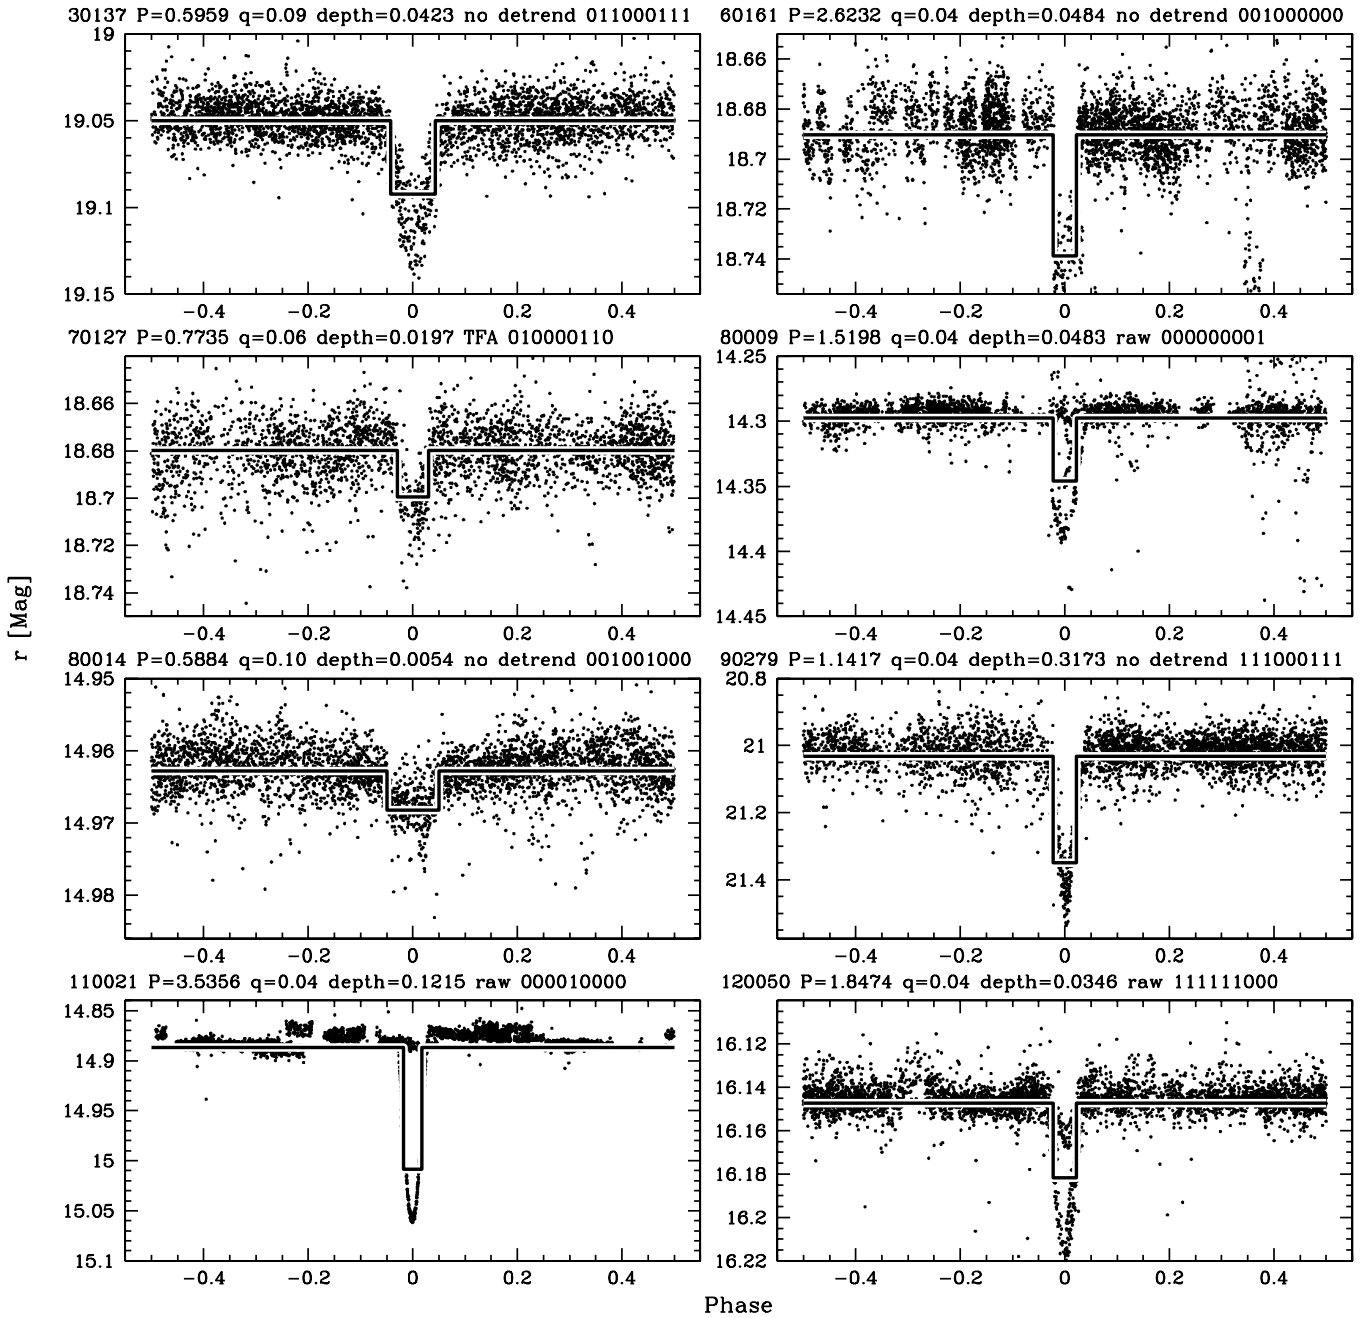 30137 P=0.5959 q=0.09 depth=0.0423 no detrend 011000111
19
19.05
19.1
19.15
−0.4 −0.2 0 0.2 0.4
60161 P=2.6232 q=0.04 depth=0.0484 no detrend 001000000
18.66
18.68
18.7
18.72
18.74
−0.4 −0.2 0 0.2 0.4
70127 P=0.7735 q=0.06 depth=0.0197 TFA 010000110
18.66
18.68
18.7
18.72
18.74
−0.4 −0.2 0 0.2 0.4
80009 P=1.5198 q=0.04 depth=0.0483 raw 000000001
14.25
14.3
14.35
14.4
14.45
−0.4 −0.2 0 0.2 0.4
80014 P=0.5884 q=0.10 depth=0.0054 no detrend 001001000
14.95
14.96
14.97
14.98
−0.4 −0.2 0 0.2 0.4
90279 P=1.1417 q=0.04 depth=0.3173 no detrend 111000111
20.8
21
21.2
21.4
−0.4 −0.2 0 0.2 0.4
110021 P=3.5356 q=0.04 depth=0.1215 raw 000010000
14.85
14.9
14.95
15
15.05
15.1
−0.4 −0.2 0 0.2 0.4
120050 P=1.8474 q=0.04 depth=0.0346 raw 111111000
16.12
16.14
16.16
16.18
16.2
16.22
−0.4 −0.2 0 0.2 0.4
r [Mag]
Phase